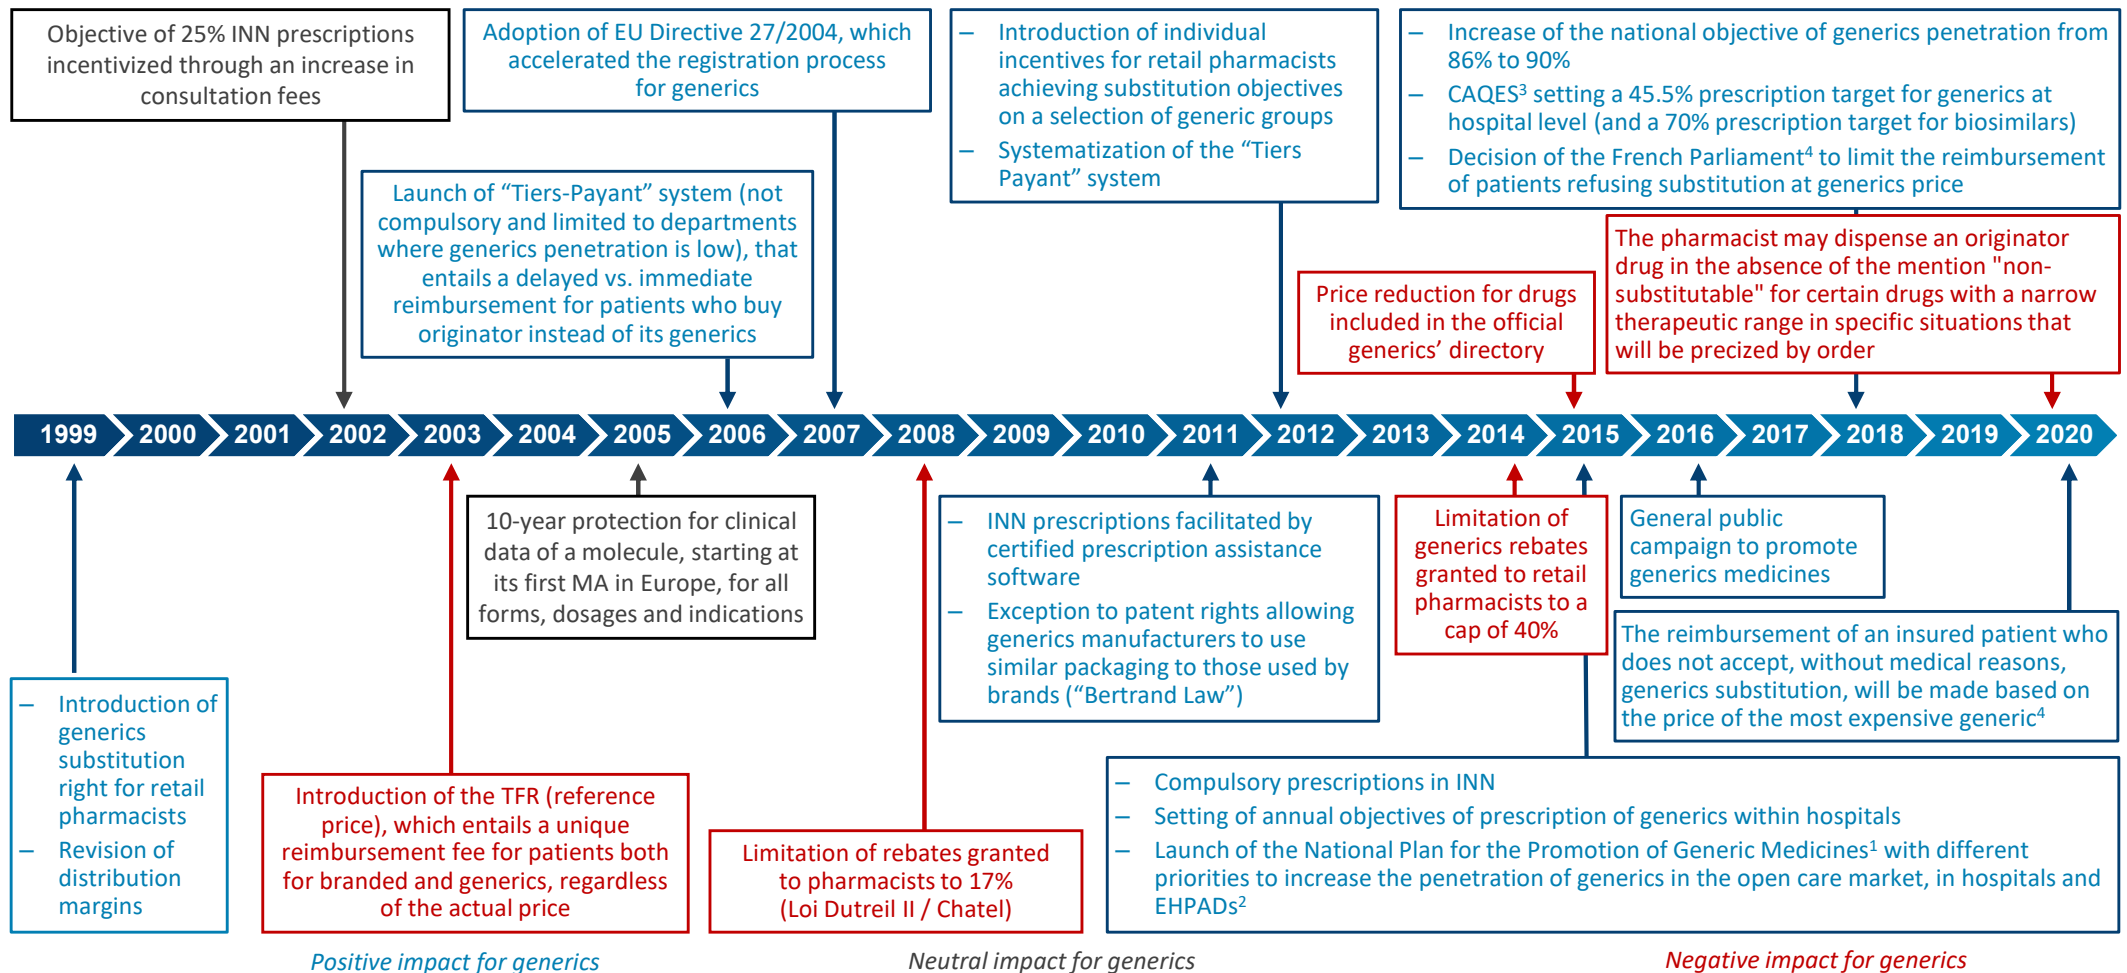 Objective of 25% INN prescriptions
incentivized through an increase in
consultation fees
Adoption of EU Directive 27/2004, which
accelerated the registration process
for generics
– Introduction of individual
incentives for retail pharmacists
achieving substitution objectives
on a selection of generic groups
– Systematization of the “Tiers
Payant” system
– Increase of the national objective of generics penetration from
86% to 90%
– CAQES³ setting a 45.5% prescription target for generics at
hospital level (and a 70% prescription target for biosimilars)
– Decision of the French Parliament⁴ to limit the reimbursement
of patients refusing substitution at generics price
Launch of “Tiers-Payant” system (not
compulsory and limited to departments
where generics penetration is low), that
entails a delayed vs. immediate
reimbursement for patients who buy
originator instead of its generics
Price reduction for drugs
included in the official
generics’ directory
The pharmacist may dispense an originator
drug in the absence of the mention "non-
substitutable" for certain drugs with a narrow
therapeutic range in specific situations that
will be precized by order
1999 2000 2001 2002 2003 2004 2005 2006 2007 2008 2009 2010 2011 2012 2013 2014 2015 2016 2017 2018 2019 2020
– Introduction of
generics
substitution
right for retail
pharmacists
– Revision of
distribution
margins
Introduction of the TFR (reference
price), which entails a unique
reimbursement fee for patients both
for branded and generics, regardless
of the actual price
10-year protection for clinical
data of a molecule, starting at
its first MA in Europe, for all
forms, dosages and indications
Limitation of rebates granted
to pharmacists to 17%
(Loi Dutreil II / Chatel)
– INN prescriptions facilitated by
certified prescription assistance
software
– Exception to patent rights allowing
generics manufacturers to use
similar packaging to those used by
brands (“Bertrand Law”)
Limitation of
generics rebates
granted to retail
pharmacists to a
cap of 40%
General public
campaign to promote
generics medicines
The reimbursement of an insured patient who
does not accept, without medical reasons,
generics substitution, will be made based on
the price of the most expensive generic⁴
– Compulsory prescriptions in INN
– Setting of annual objectives of prescription of generics within hospitals
– Launch of the National Plan for the Promotion of Generic Medicines¹ with different
priorities to increase the penetration of generics in the open care market, in hospitals and
EHPADs²
Positive impact for generics
Neutral impact for generics
Negative impact for generics